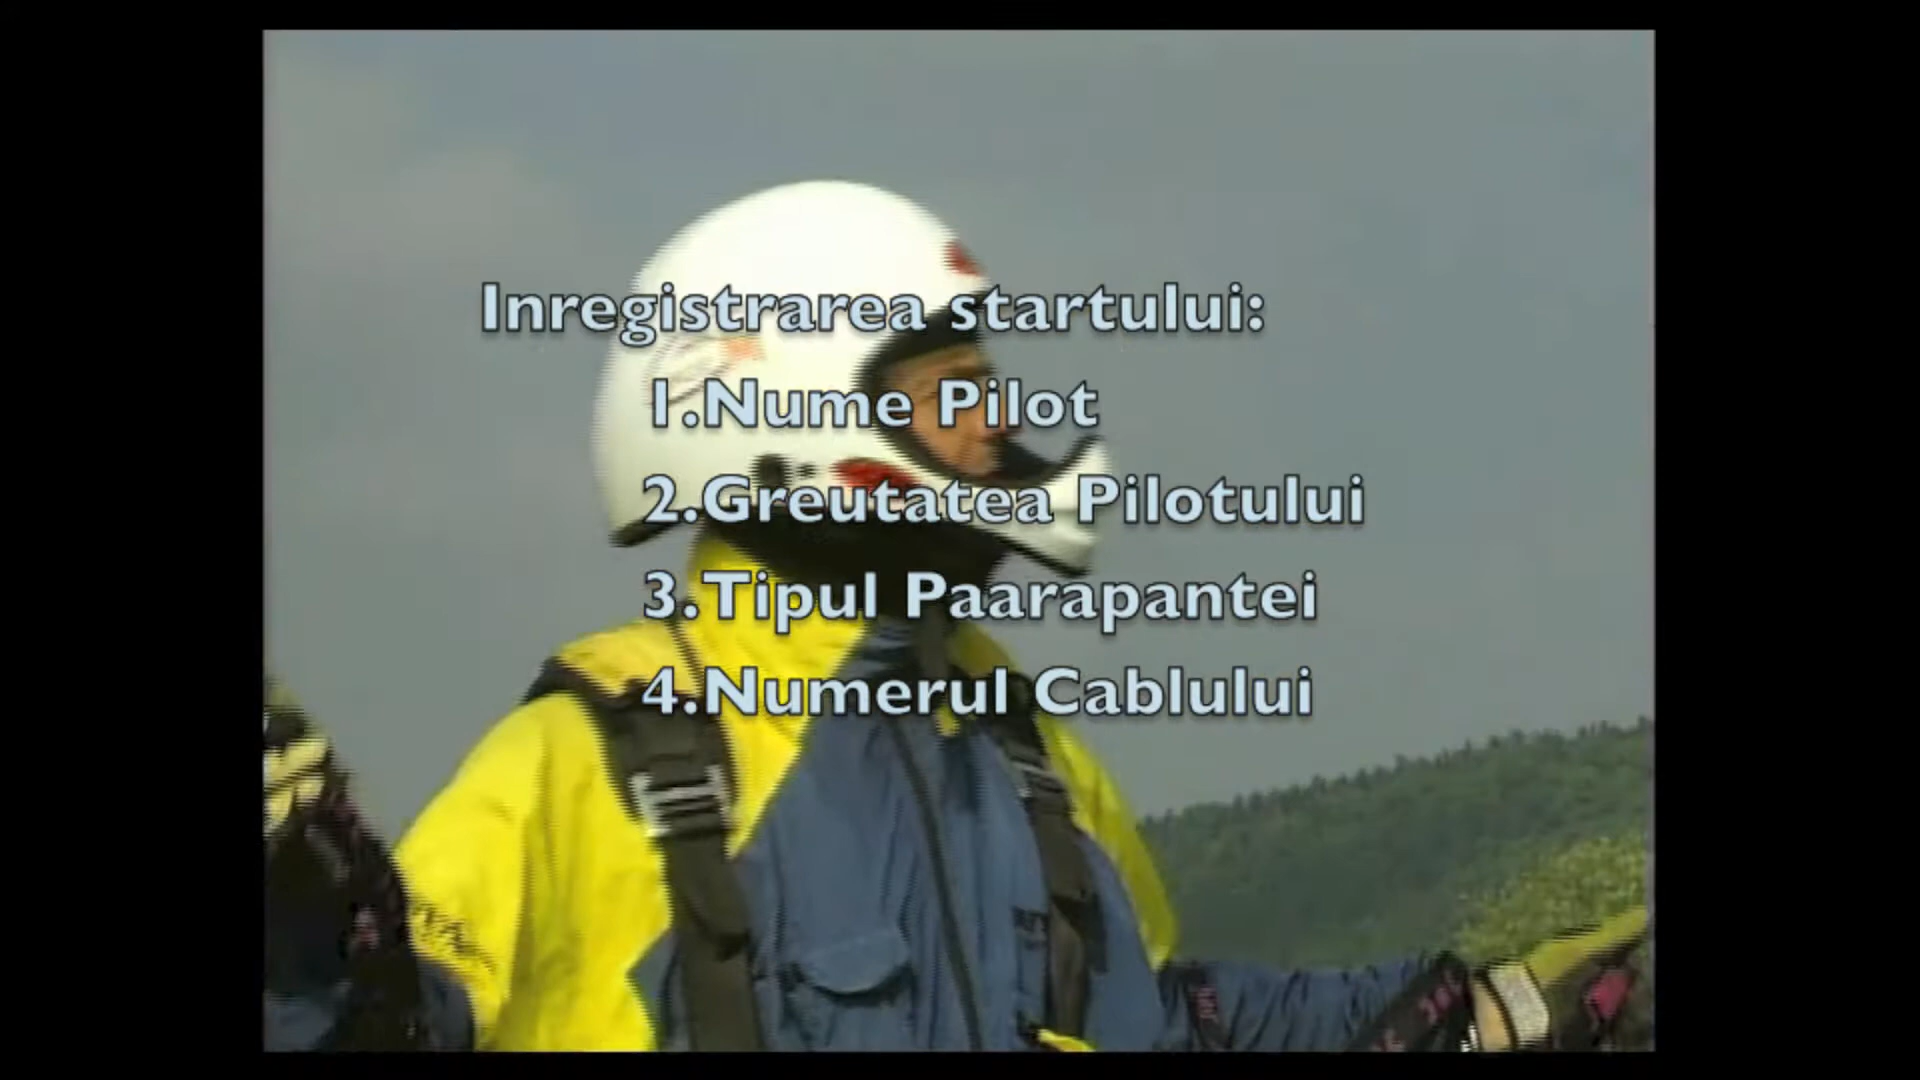 Inregistrarea startului:
1.Nume Pilot
2.Greutatea Pilotului
3.Tipul Paarapantei
4.Numerul Cablului